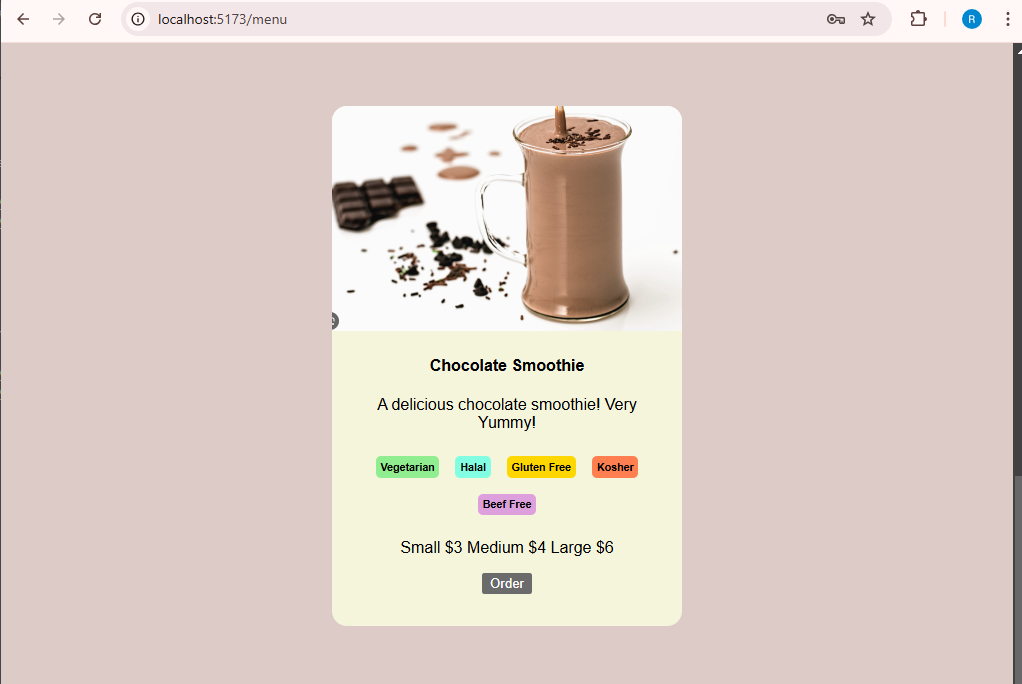 localhost:5173/menu
R
Chocolate Smoothie
A delicious chocolate smoothie! Very
Yummy!
Vegetarian Halal Gluten Free Kosher
Beef Free
Small $3 Medium $4 Large $6
Order